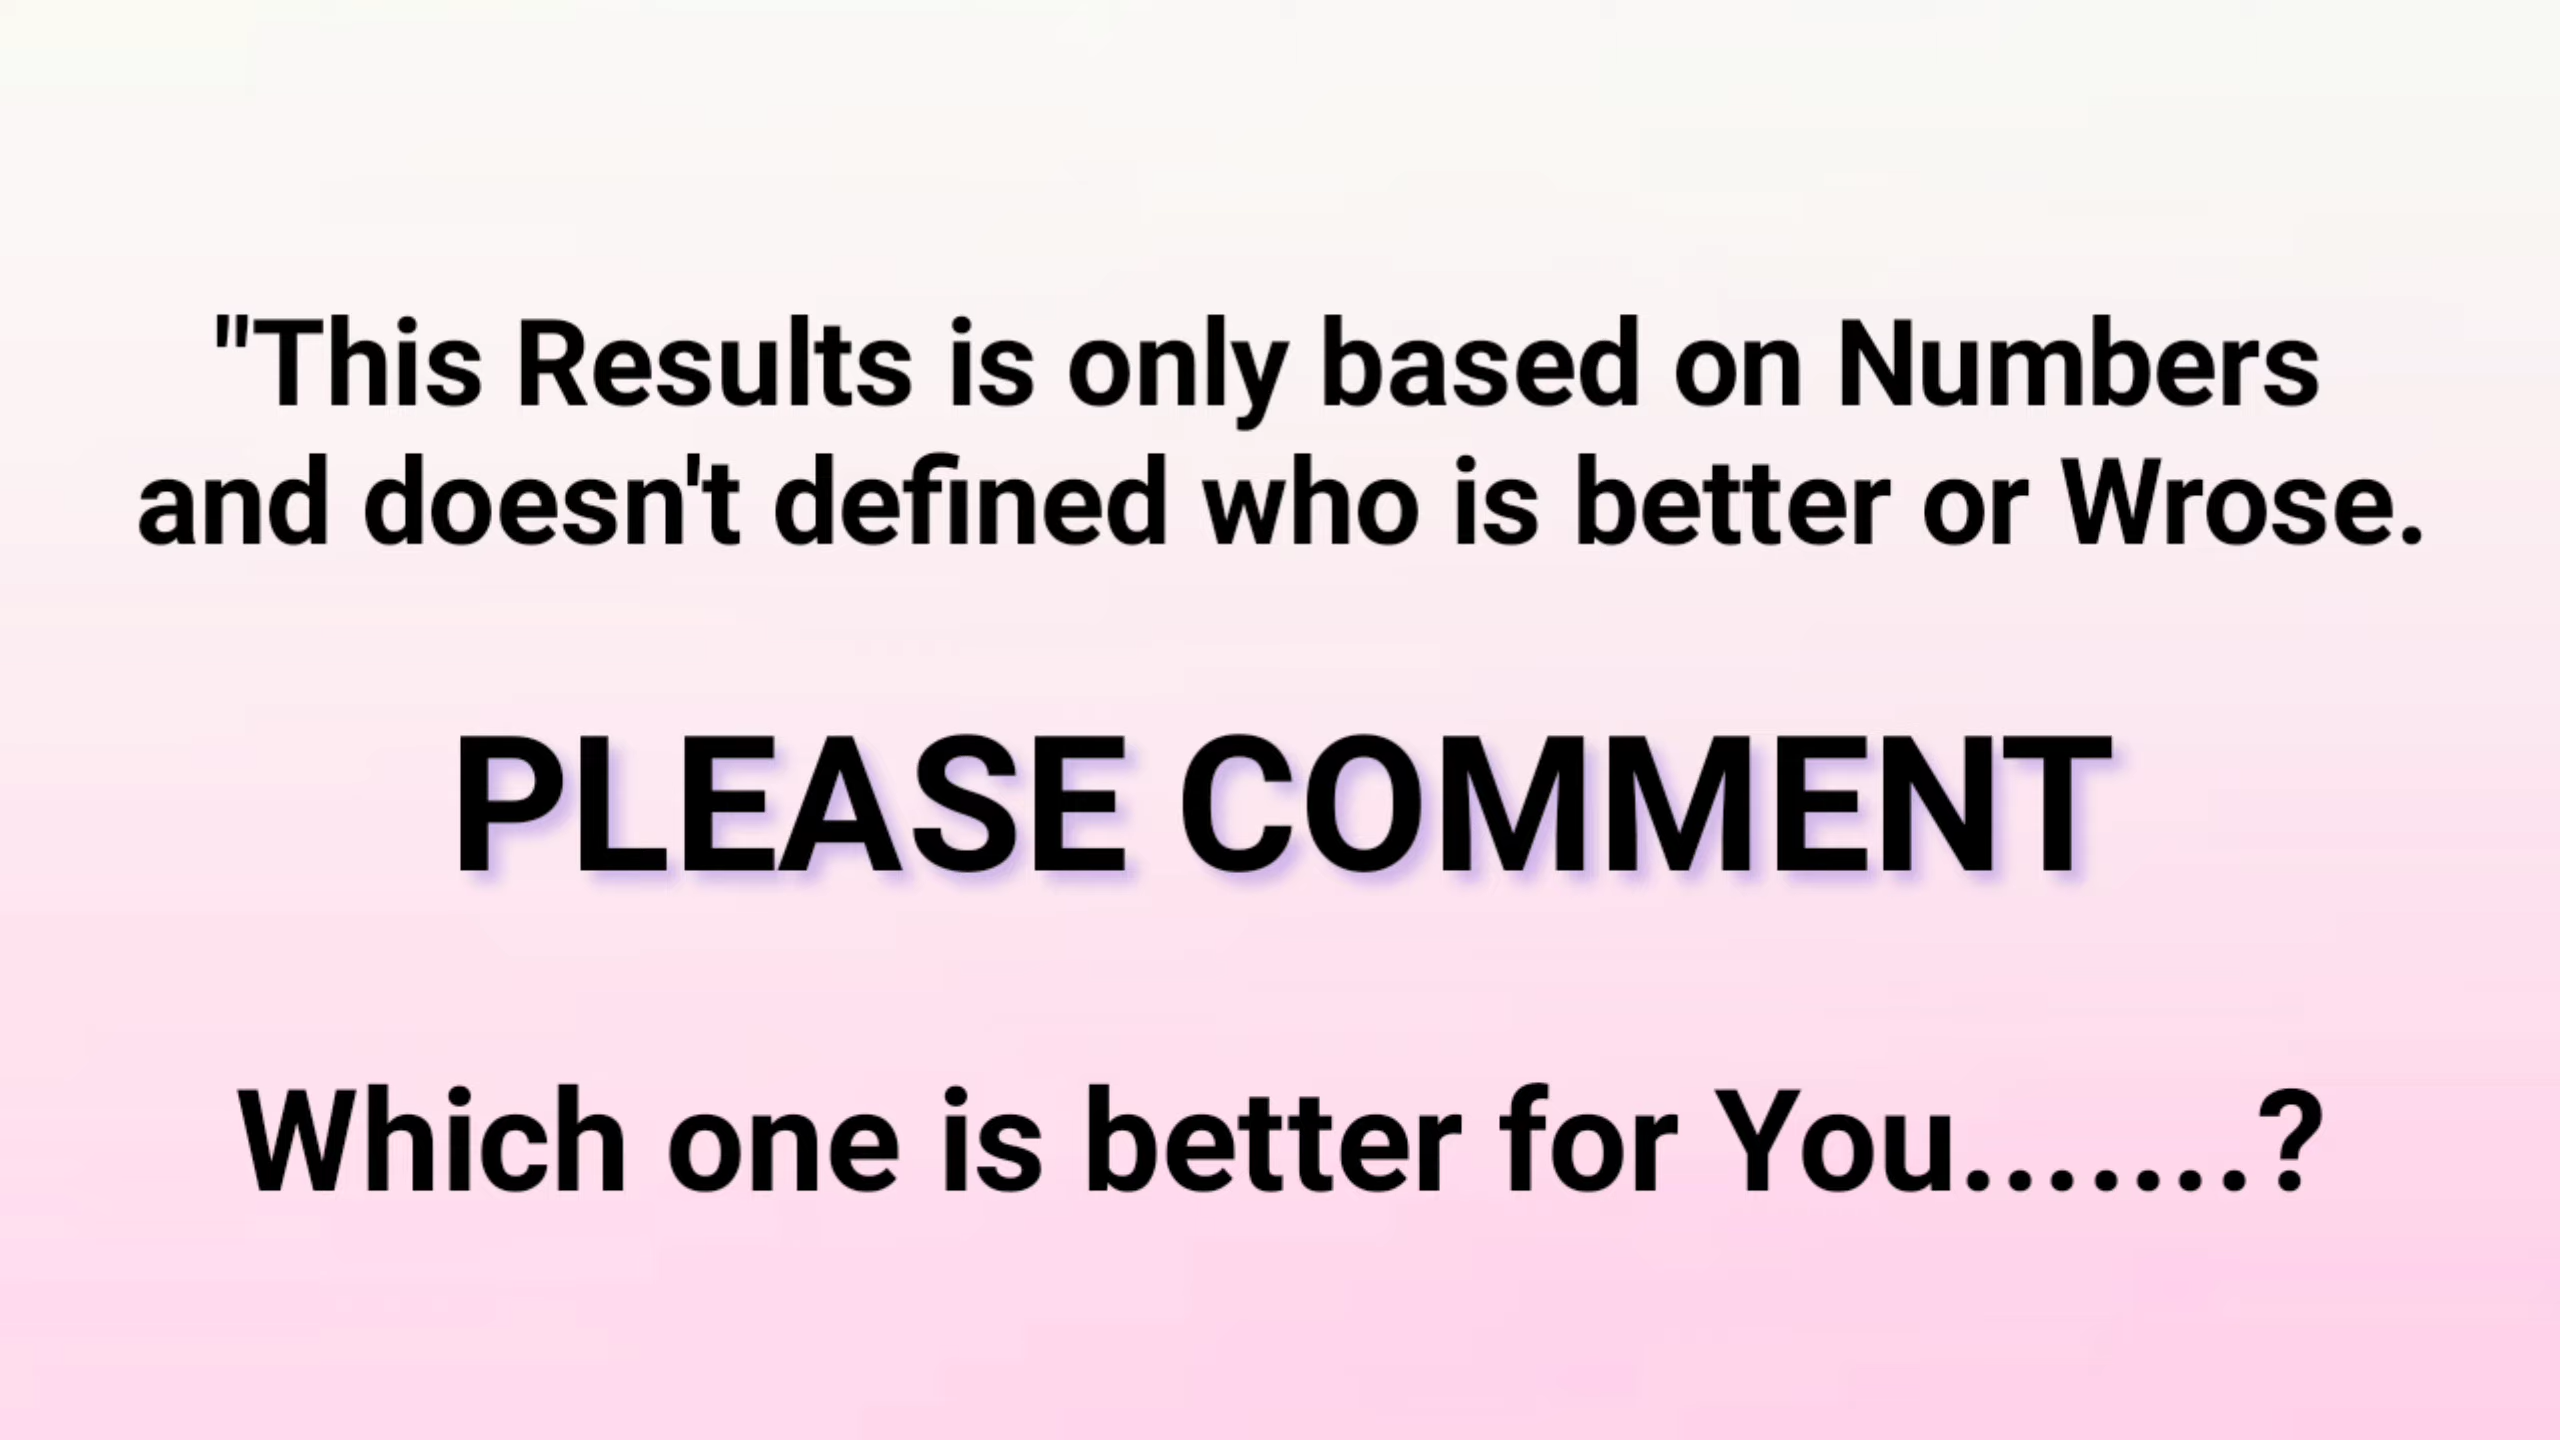 "This Results is only based on Numbers
and doesn't defined who is better or Wrose.
PLEASE COMMENT
Which one is better for You.......?